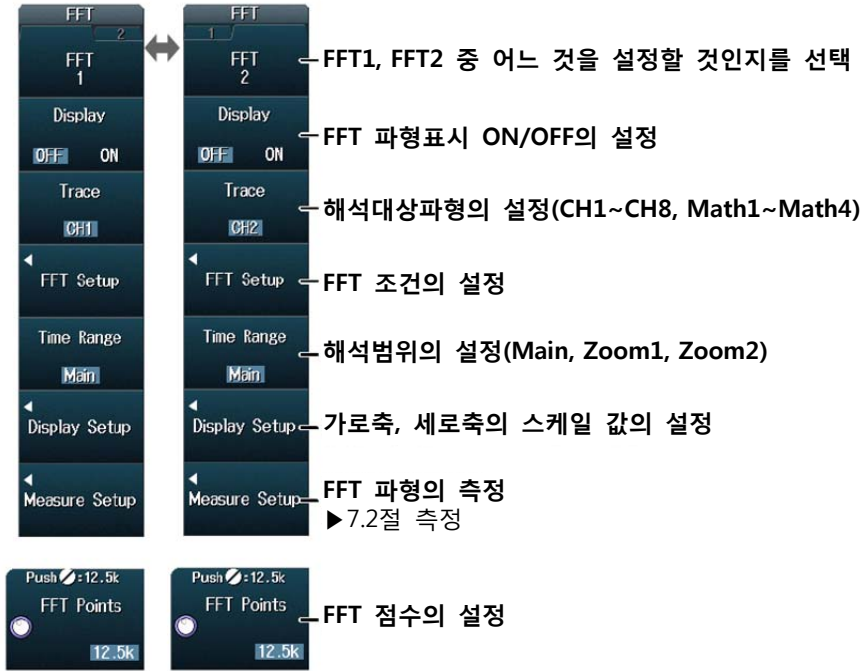 FFT FFT
2 1
FFT
1
FFT
2
FFT1, FFT2 중 어느 것을 설정할 것인지를 선택
Display Display
OFF ON OFF ON
FFT 파형표시 ON/OFF의 설정
Trace Trace
CH1 CH2
해석대상파형의 설정(CH1~CH8, Math1~Math4)
FFT Setup FFT Setup
FFT 조건의 설정
Time Range Time Range
Main Main
해석범위의 설정(Main, Zoom1, Zoom2)
Display Setup Display Setup
가로축, 세로축의 스케일 값의 설정
Measure Setup Measure Setup
FFT 파형의 측정
▶7.2절 측정
Push :12.5k Push :12.5k
FFT Points FFT Points
12.5k 12.5k
FFT 점수의 설정